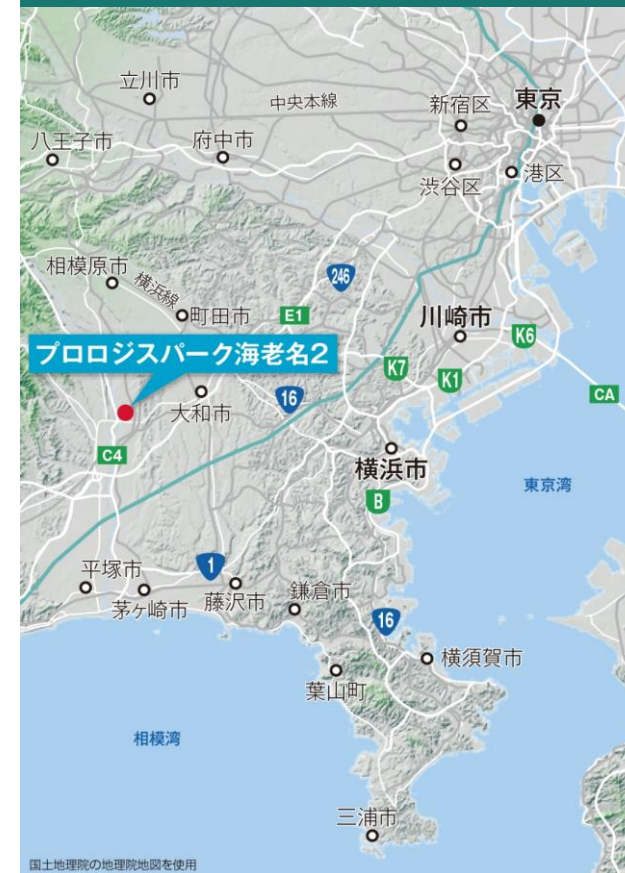 立川市
中央本線
新宿区
東京
八王子市
府中市
渋谷区
港区
相模原市
横浜線
町田市
246
E1
川崎市
K6
プロロジスパーク海老名2
K7
K1
16
CA
大和市
C4
横浜市
東京湾
B
平塚市
1
茅ヶ崎市
藤沢市
鎌倉市
16
横須賀市
葉山町
相模湾
三浦市
国土地理院の地理院地図を使用